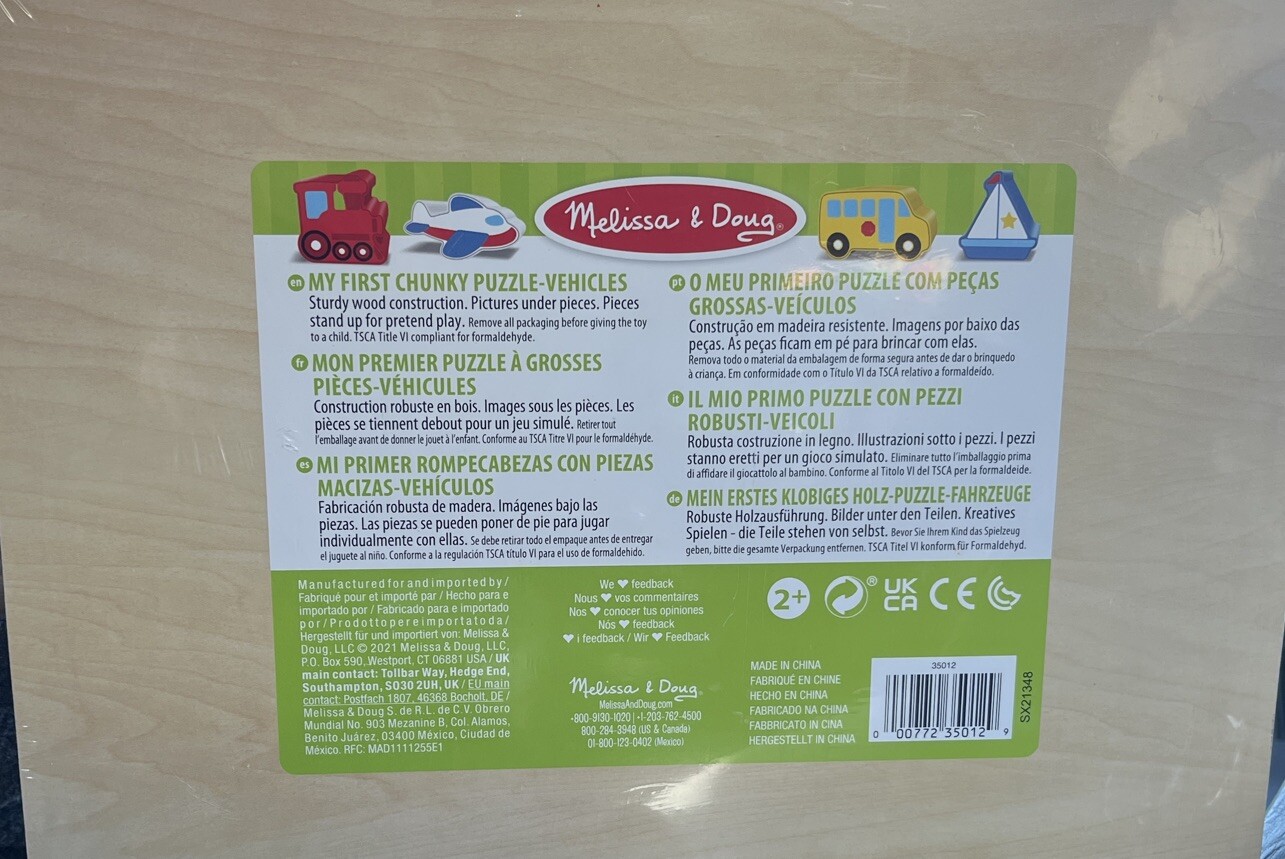 Melissa & Doug®
en MY FIRST CHUNKY PUZZLE-VEHICLES
Sturdy wood construction. Pictures under pieces. Pieces
stand up for pretend play. Remove all packaging before giving the toy
to a child. TSCA Title VI compliant for formaldehyde.
fr MON PREMIER PUZZLE À GROSSES
PIÈCES-VÉHICULES
Construction robuste en bois. Images sous les pièces. Les
pièces se tiennent debout pour un jeu simulé. Retirer tout
l'emballage avant de donner le jouet à l'enfant. Conforme au TSCA Titre VI pour le formaldéhyde.
es MI PRIMER ROMPECABEZAS CON PIEZAS
MACIZAS-VEHÍCULOS
Fabricación robusta de madera. Imágenes bajo las
piezas. Las piezas se pueden poner de pie para jugar
individualmente con ellas. Se debe retirar todo el empaque antes de entregar
el juguete al niño. Conforme a la regulación TSCA título VI para el uso de formaldehido.
pt O MEU PRIMEIRO PUZZLE COM PEÇAS
GROSSAS-VEÍCULOS
Construção em madeira resistente. Imagens por baixo das
peças. As peças ficam em pé para brincar com elas.
Remova todo o material da embalagem de forma segura antes de dar o brinquedo
à criança. Em conformidade com o Título VI da TSCA relativo a formaldeído.
it IL MIO PRIMO PUZZLE CON PEZZI
ROBUSTI-VEICOLI
Robusta costruzione in legno. Illustrazioni sotto i pezzi. I pezzi
stanno eretti per un gioco simulato. Eliminare tutto l'imballaggio prima
di affidare il giocattolo al bambino. Conforme al Titolo VI del TSCA per la formaldeide.
de MEIN ERSTES KLOBIGES HOLZ-PUZZLE-FAHRZEUGE
Robuste Holzausführung. Bilder unter den Teilen. Kreatives
Spielen - die Teile stehen von selbst. Bevor Sie Ihrem Kind das Spielzeug
geben, bitte die gesamte Verpackung entfernen. TSCA Titel VI konform für Formaldehyd.
Manufactured for and imported by /
Fabriqué pour et importé par / Hecho para e
importado por / Fabricado para e importado
por / Prodotto per e importato da /
Hergestellt für und importiert von: Melissa &
Doug, LLC © 2021 Melissa & Doug, LLC,
P.O. Box 590, Westport, CT 06881 USA / UK
main contact: Tollbar Way, Hedge End,
Southampton, SO30 2UH, UK / EU main
contact: Postfach 1807, 46368 Bocholt, DE /
Melissa & Doug S. de R.L. de C.V. Obrero
Mundial No. 903 Mezanine B, Col. Alamos,
Benito Juárez, 03400 México, Ciudad de
México. RFC: MAD1111255E1
We ♥ feedback
Nous ♥ vos commentaires
Nos ♥ conocer tus opiniones
Nós ♥ feedback
♥ i feedback / Wir ♥ Feedback
Melissa & Doug
MelissaAndDoug.com
+800-9130-1020 | +1-203-762-4500
800-284-3948 (US & Canada)
01-800-123-0402 (Mexico)
2+ ® UK CA CE
MADE IN CHINA
FABRIQUÉ EN CHINE
HECHO EN CHINA
FABRICADO NA CHINA
FABBRICATO IN CINA
HERGESTELLT IN CHINA
35012
0 00772 35012 9
SX21348